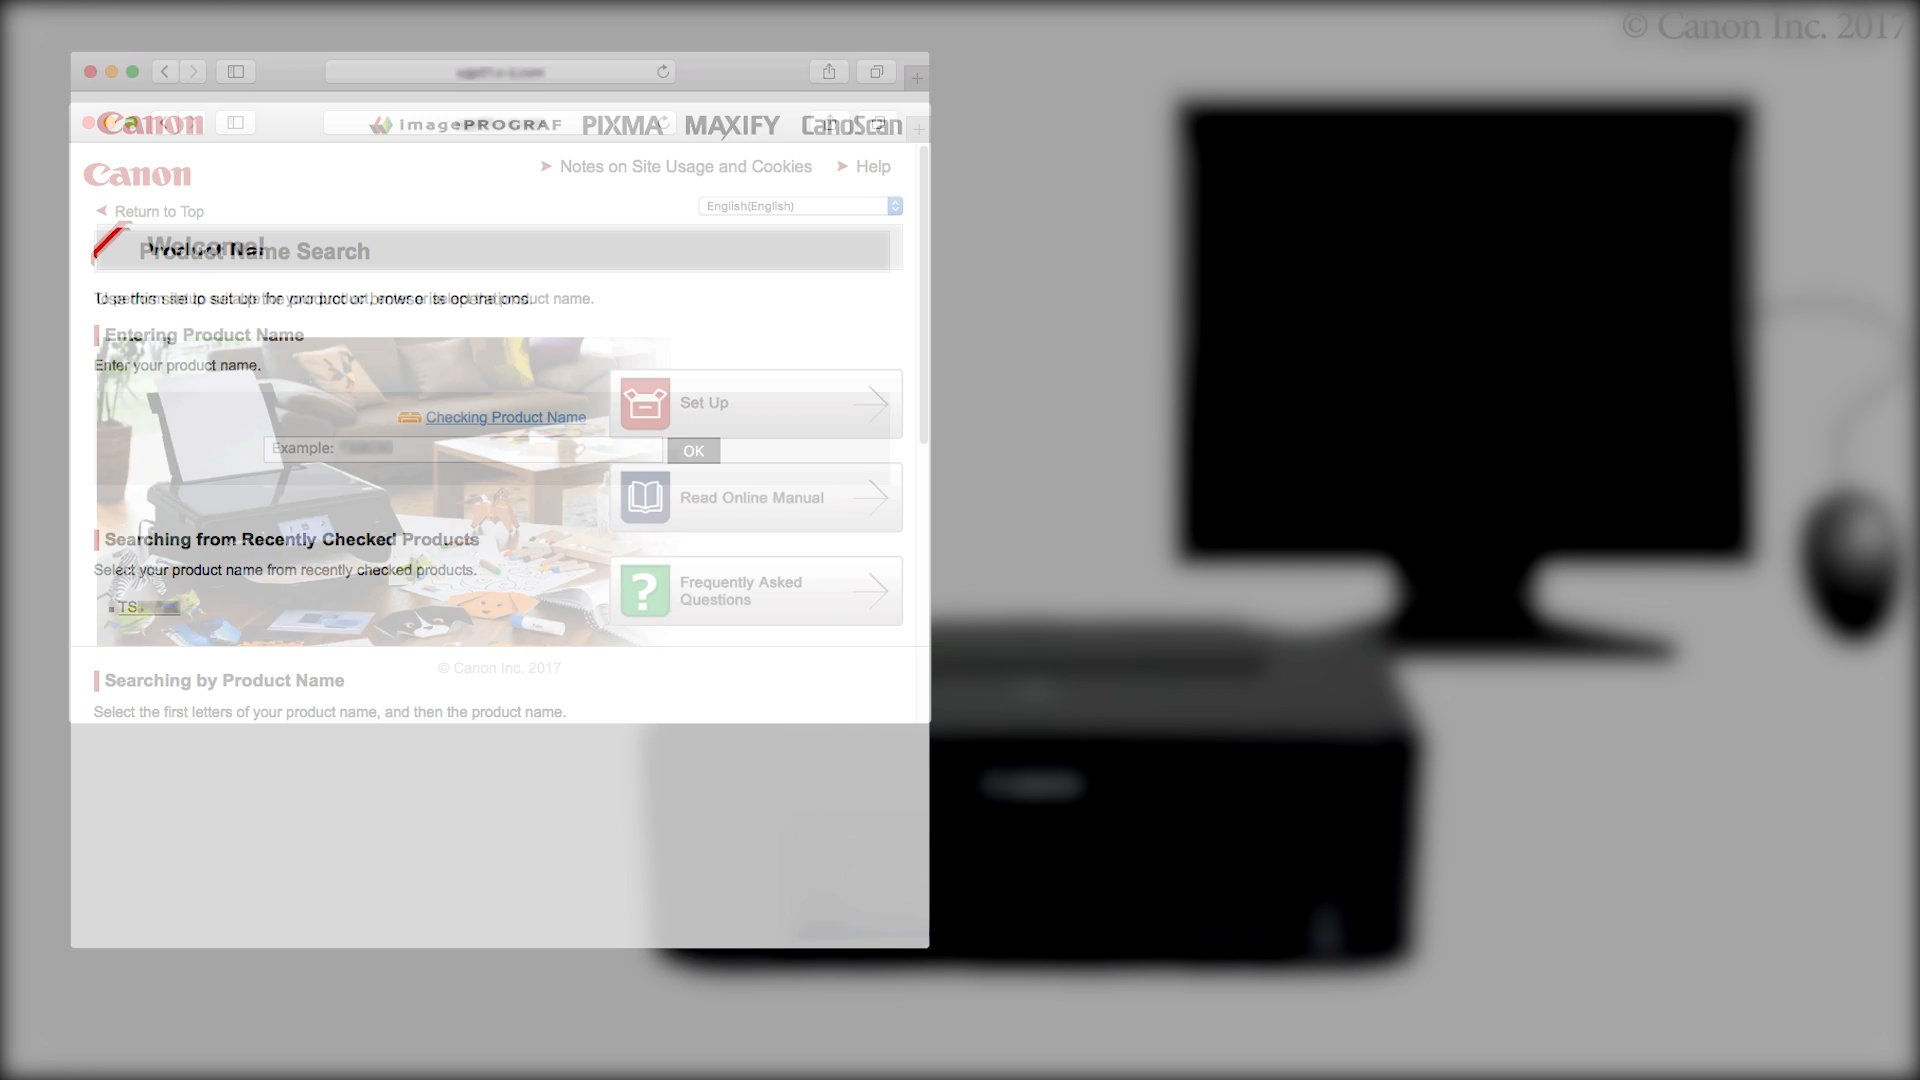 © Canon Inc. 2017
Canon imagePROGRAF PIXMA MAXIFY CanoScan
Canon
Notes on Site Usage and Cookies Help
Return to Top English(English)
Welcome!
Product Name Search
Entering Product Name
Enter your product name.
Checking Product Name
Set Up
Example:
OK
Read Online Manual
Searching from Recently Checked Products
Select your product name from recently checked products.
Frequently Asked
Questions
TS
© Canon Inc. 2017
Searching by Product Name
Select the first letters of your product name, and then the product name.